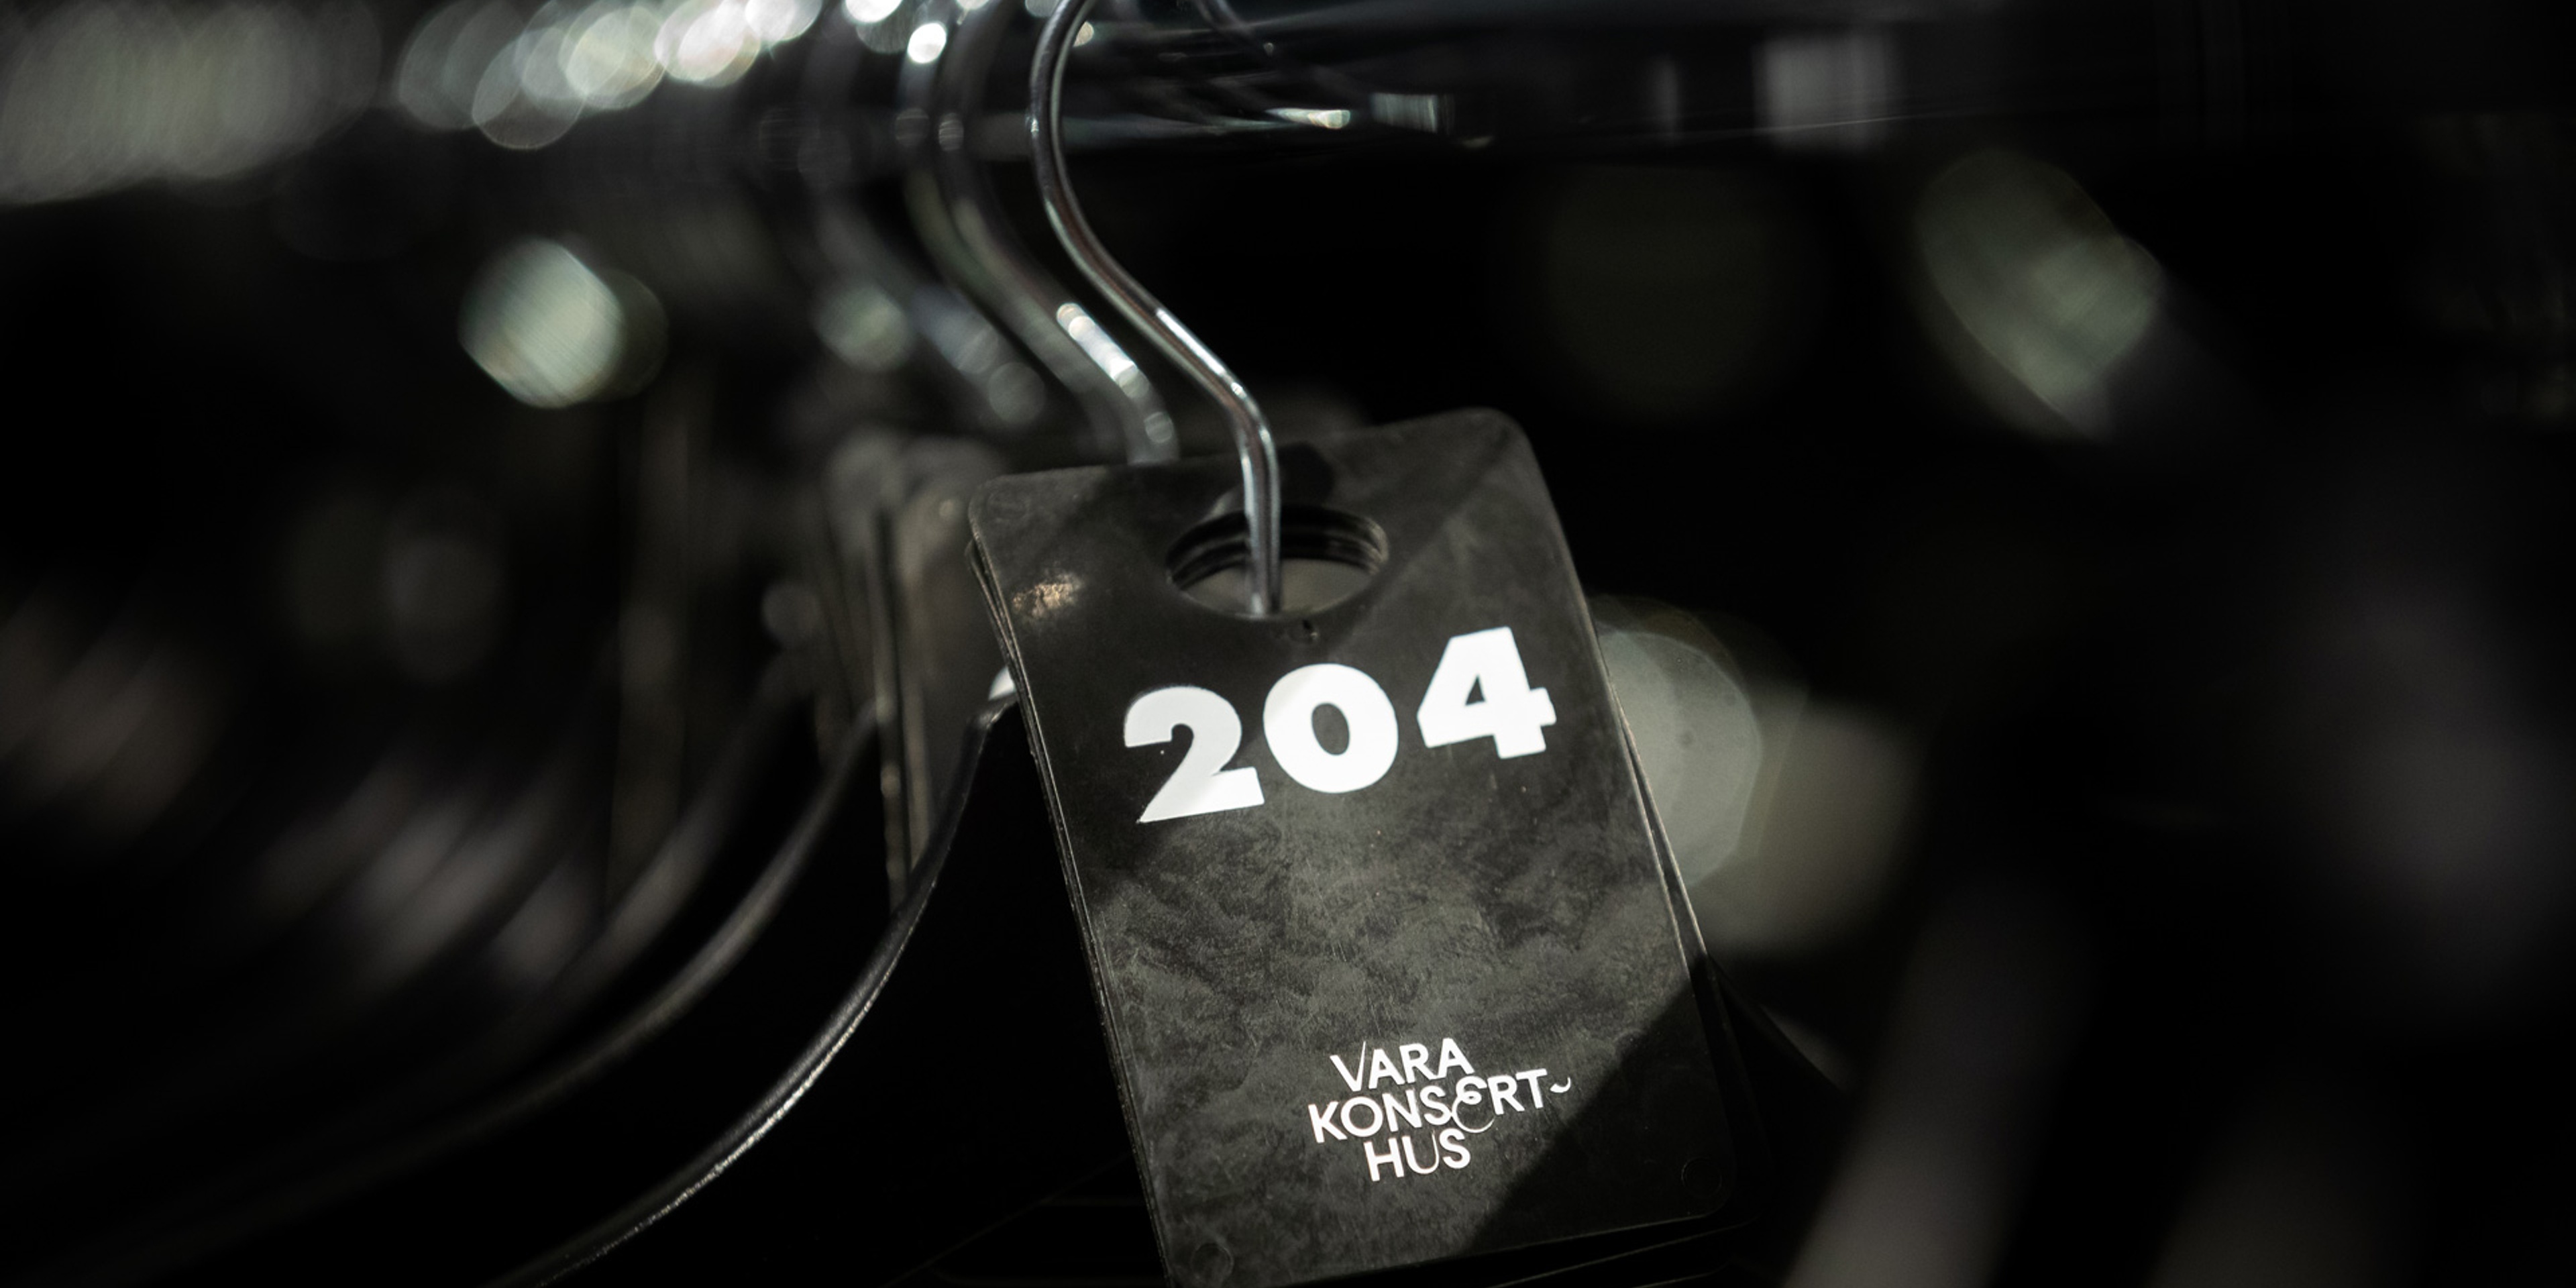 204
VARA
KONSERT-
HUS